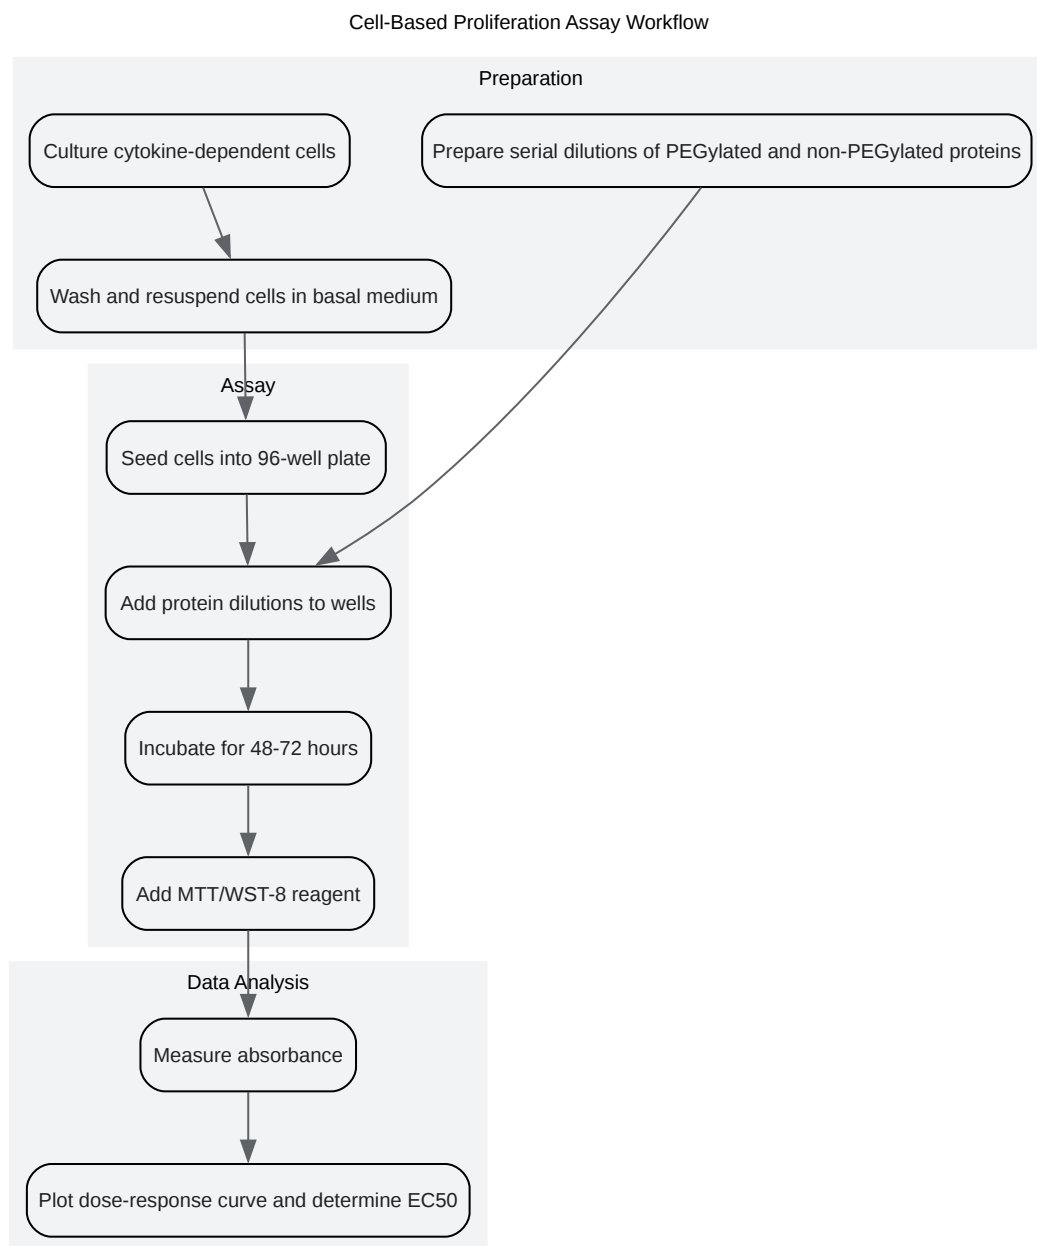 Cell-Based Proliferation Assay Workflow
Preparation
Culture cytokine-dependent cells
Prepare serial dilutions of PEGylated and non-PEGylated proteins
Wash and resuspend cells in basal medium
Assay
Seed cells into 96-well plate
Add protein dilutions to wells
Incubate for 48-72 hours
Add MTT/WST-8 reagent
Data Analysis
Measure absorbance
Plot dose-response curve and determine EC50